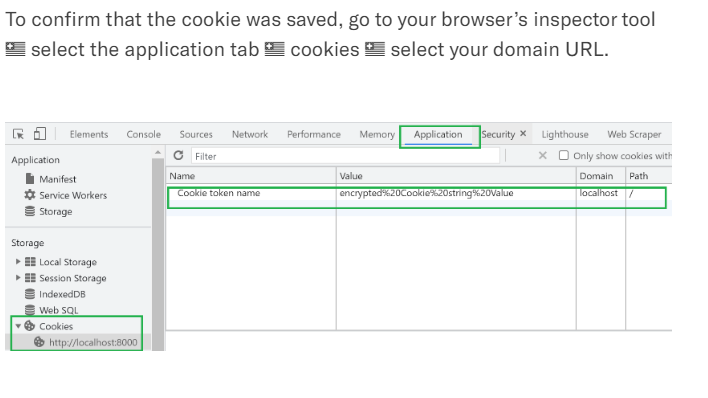 To confirm that the cookie was saved, go to your browser’s inspector tool
select the application tab cookies select your domain URL.
Elements Console Sources Network Performance Memory Application Security × Lighthouse Web Scraper
Application
Filter
Only show cookies with
Name Value Domain Path
Manifest
Cookie token name encrypted%20Cookie%20string%20Value localhost /
Service Workers
Storage
Storage
Local Storage
Session Storage
IndexedDB
Web SQL
Cookies
http://localhost:8000